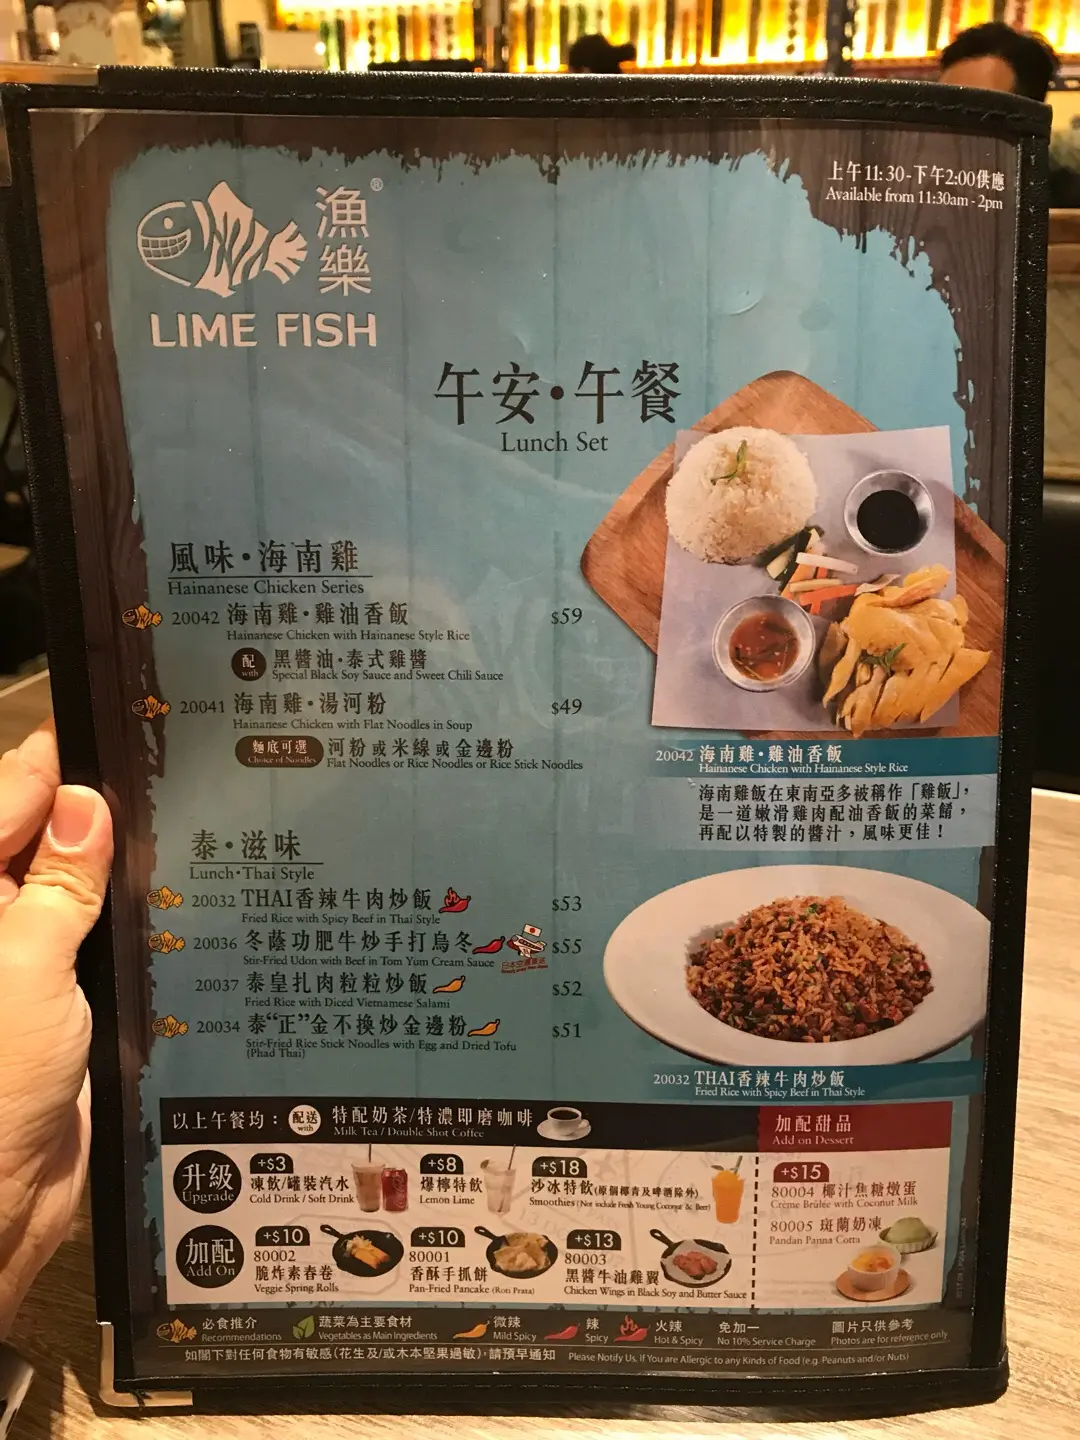 上午11:30-下午2:00供應
Available from 11:30am - 2pm
漁樂®
LIME FISH
午安・午餐
Lunch Set
風味・海南雞
Hainanese Chicken Series
20042 海南雞・雞油香飯 $59
Hainanese Chicken with Hainanese Style Rice
配 with 黑醬油・泰式雞醬
Special Black Soy Sauce and Sweet Chili Sauce
20041 海南雞・湯河粉 $49
Hainanese Chicken with Flat Noodles in Soup
麵底可選 河粉或米線或金邊粉
Choice of Noodles Flat Noodles or Rice Noodles or Rice Stick Noodles
20042 海南雞・雞油香飯
Hainanese Chicken with Hainanese Style Rice
海南雞飯在東南亞多被稱作「雞飯」，
是一道嫩滑雞肉配油香飯的菜餚，
再配以特製的醬汁，風味更佳！
泰・滋味
Lunch・Thai Style
20032 THAI香辣牛肉炒飯 $53
Fried Rice with Spicy Beef in Thai Style
20036 冬蔭功肥牛炒手打烏冬 $55
Stir-Fried Udon with Beef in Tom Yum Cream Sauce
20037 泰皇扎肉粒粒炒飯 $52
Fried Rice with Diced Vietnamese Salami
20034 泰“正”金不換炒金邊粉 $51
Stir-Fried Rice Stick Noodles with Egg and Dried Tofu
(Phad Thai)
20032 THAI香辣牛肉炒飯
Fried Rice with Spicy Beef in Thai Style
以上午餐均： 配送 with 特配奶茶/特濃即磨咖啡
Milk Tea / Double Shot Coffee
升級
Upgrade
+$3
凍飲/罐裝汽水
Cold Drink / Soft Drink
+$8
爆檸特飲
Lemon Lime
+$18
沙冰特飲(原個椰青及啤酒除外)
Smoothies (Not include Fresh Young Coconut & Beer)
加配
Add On
+$10
80002
脆炸素春卷
Veggie Spring Rolls
+$10
80001
香酥手抓餅
Pan-Fried Pancake (Roti Prata)
+$13
80003
黑醬牛油雞翼
Chicken Wings in Black Soy and Butter Sauce
加配甜品
Add on Dessert
+$15
80004 椰汁焦糖燉蛋
Crème Brûlée with Coconut Milk
80005 斑蘭奶凍
Pandan Panna Cotta
必食推介 蔬菜為主要食材 微辣 辣 火辣 免加一 圖片只供參考
Recommendations Vegetables as Main Ingredients Mild Spicy Spicy Hot & Spicy No 10% Service Charge Photos are for reference only
如閣下對任何食物有敏感(花生及/或木本堅果過敏)，請預早通知 Please Notify Us, if You are Allergic to any Kinds of Food (e.g. Peanuts and/or Nuts)